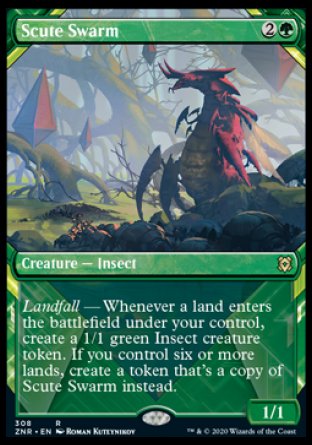 Scute Swarm 2
Creature — Insect
Landfall — Whenever a land enters
the battlefield under your control,
create a 1/1 green Insect creature
token. If you control six or more
lands, create a token that's a copy of
Scute Swarm instead.
1/1
308 R
ZNR • EN ROMAN KUTEYNIKOV ™ & © 2020 Wizards of the Coast